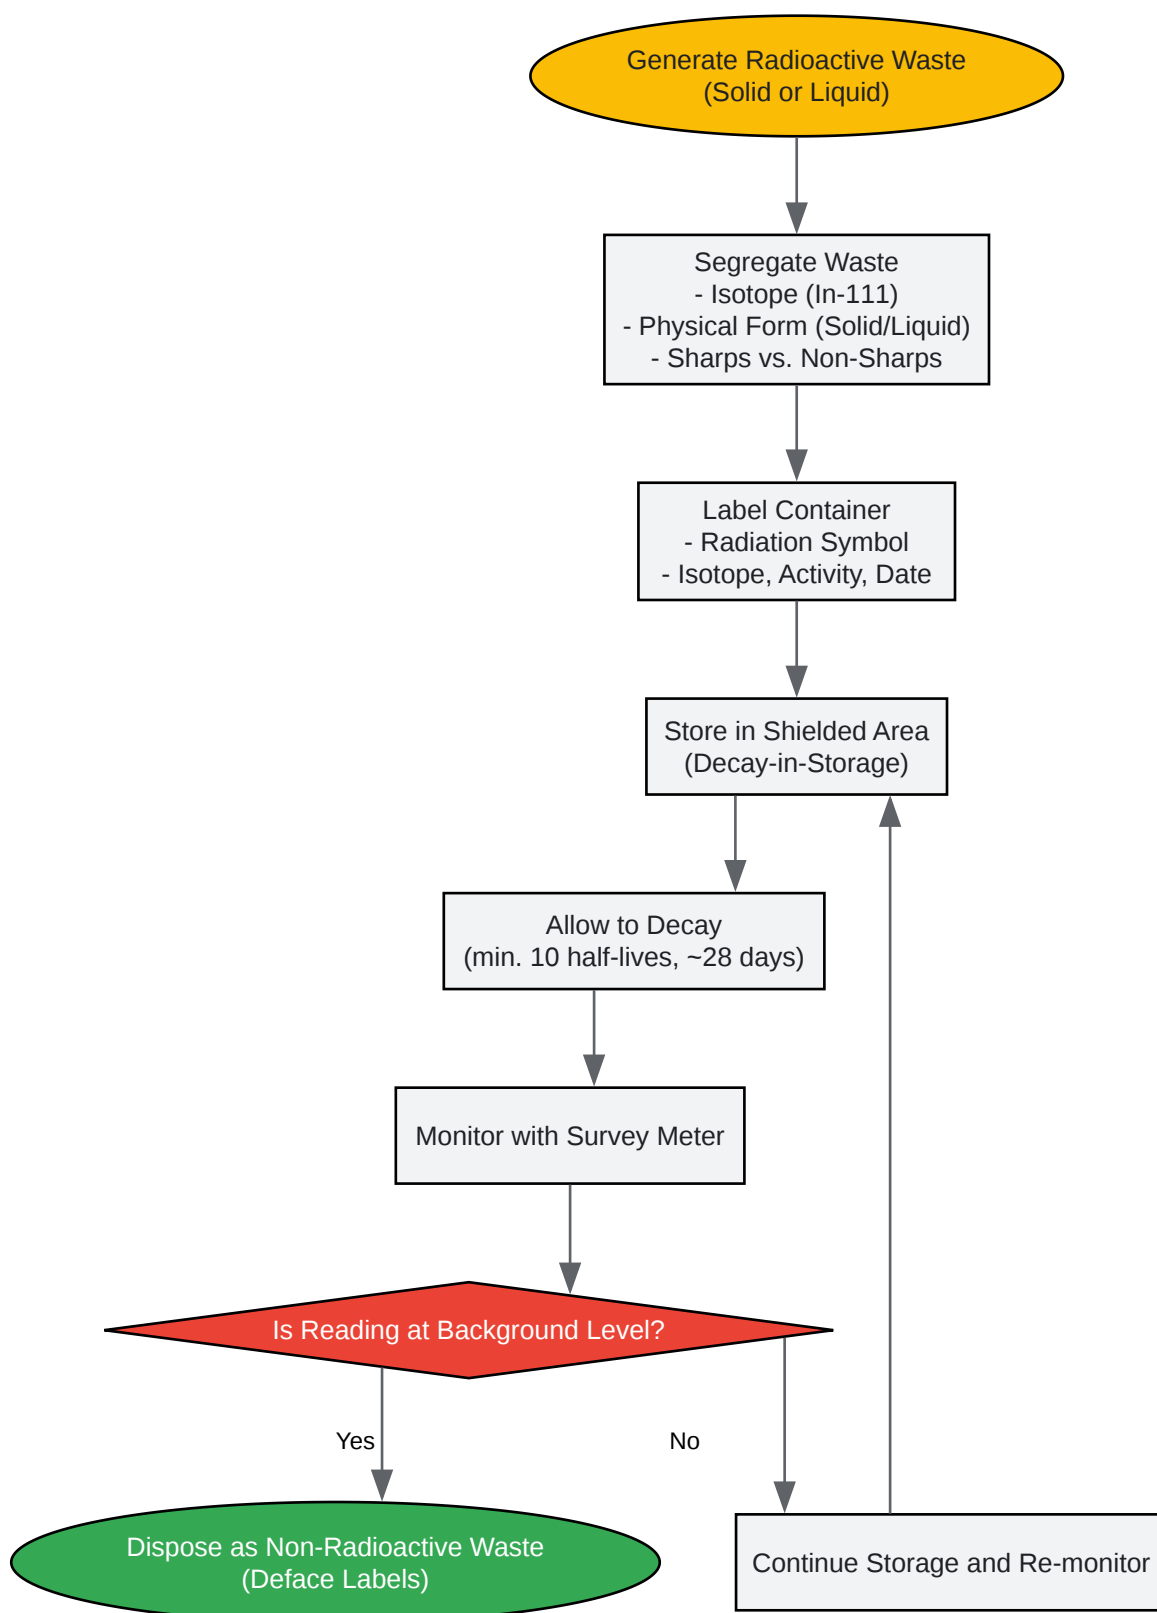 Generate Radioactive Waste
(Solid or Liquid)
Segregate Waste
- Isotope (In-111)
- Physical Form (Solid/Liquid)
- Sharps vs. Non-Sharps
Label Container
- Radiation Symbol
- Isotope, Activity, Date
Store in Shielded Area
(Decay-in-Storage)
Allow to Decay
(min. 10 half-lives, ~28 days)
Monitor with Survey Meter
Is Reading at Background Level?
Yes
No
Dispose as Non-Radioactive Waste
(Deface Labels)
Continue Storage and Re-monitor